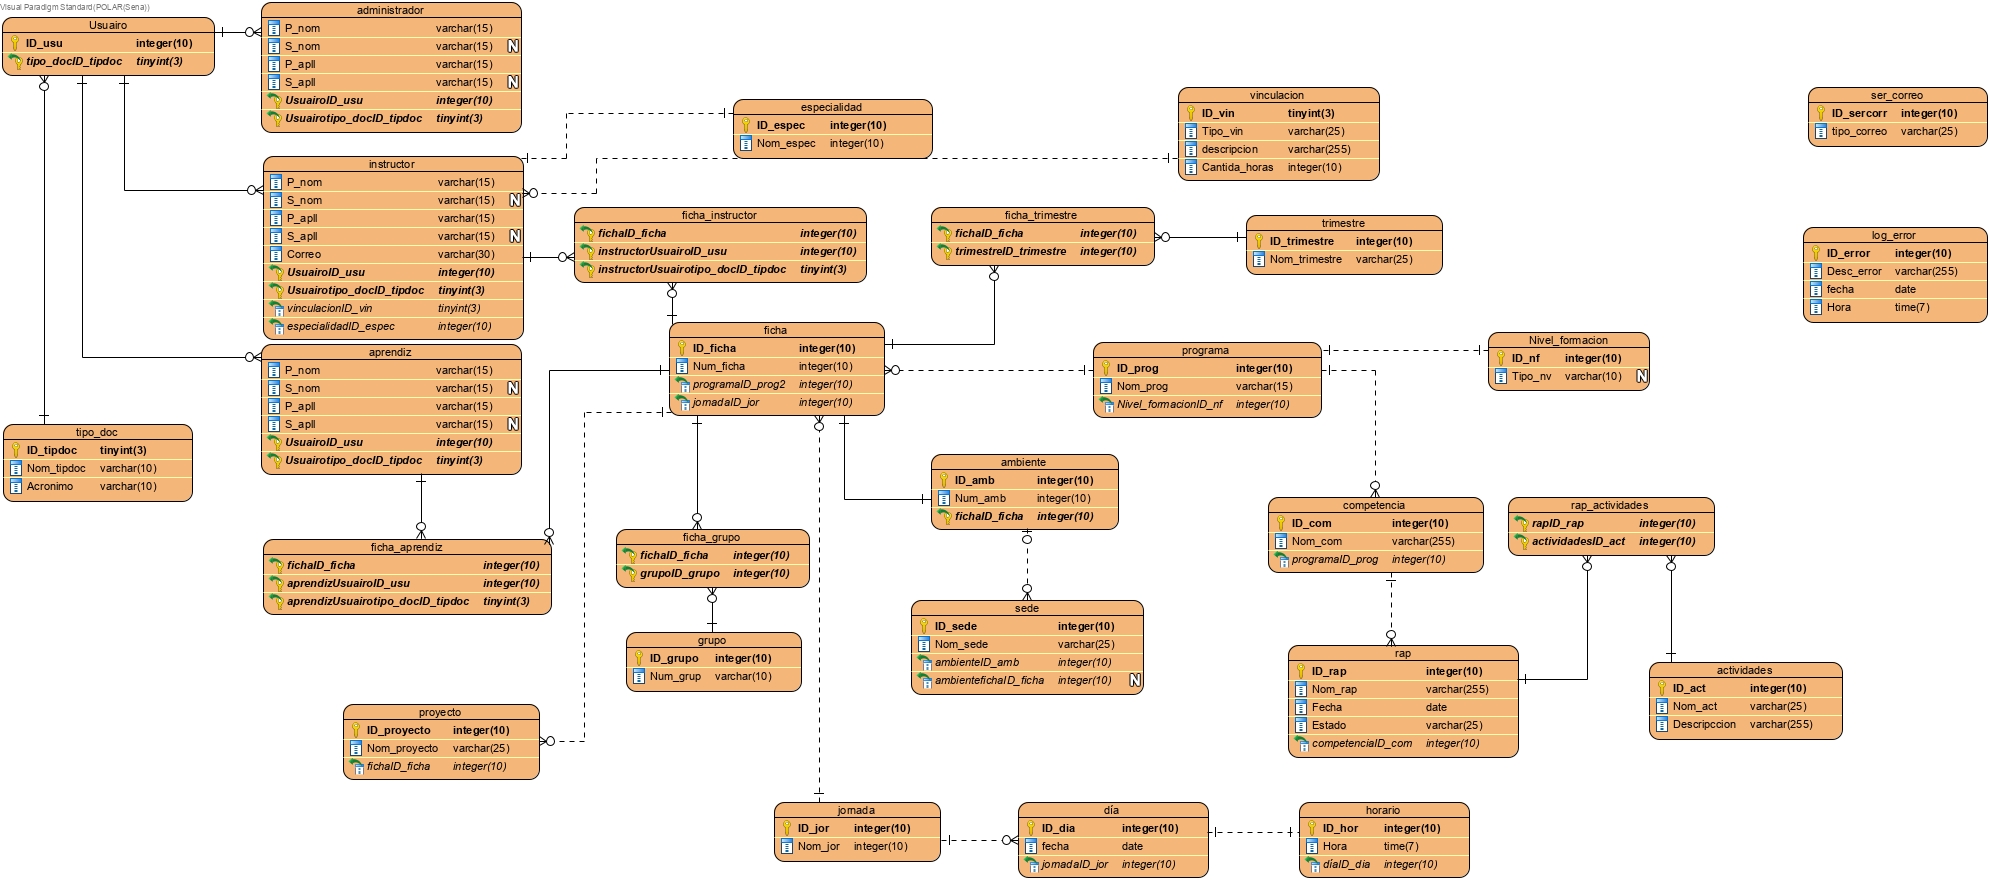 Visual Paradigm Standard(POLAR(Sena))
Usuairo
ID_usu integer(10)
tipo_docID_tipdoc tinyint(3)
administrador
P_nom varchar(15)
S_nom varchar(15) N
P_apll varchar(15)
S_apll varchar(15) N
UsuairoID_usu integer(10)
Usuairotipo_docID_tipdoc tinyint(3)
especialidad
ID_espec integer(10)
Nom_espec integer(10)
vinculacion
ID_vin tinyint(3)
Tipo_vin varchar(25)
descripcion varchar(255)
Cantida_horas integer(10)
ser_correo
ID_sercorr integer(10)
tipo_correo varchar(25)
instructor
P_nom varchar(15)
S_nom varchar(15) N
P_apll varchar(15)
S_apll varchar(15) N
Correo varchar(30)
UsuairoID_usu integer(10)
Usuairotipo_docID_tipdoc tinyint(3)
vinculacionID_vin tinyint(3)
especialidadID_espec integer(10)
ficha_instructor
fichaID_ficha integer(10)
instructorUsuairoID_usu integer(10)
instructorUsuairotipo_docID_tipdoc tinyint(3)
ficha_trimestre
fichaID_ficha integer(10)
trimestreID_trimestre integer(10)
trimestre
ID_trimestre integer(10)
Nom_trimestre varchar(25)
log_error
ID_error integer(10)
Desc_error varchar(255)
fecha date
Hora time(7)
aprendiz
P_nom varchar(15)
S_nom varchar(15) N
P_apll varchar(15)
S_apll varchar(15) N
UsuairoID_usu integer(10)
Usuairotipo_docID_tipdoc tinyint(3)
ficha
ID_ficha integer(10)
Num_ficha integer(10)
programaID_prog2 integer(10)
jornadaID_jor integer(10)
programa
ID_prog integer(10)
Nom_prog varchar(15)
Nivel_formacionID_nf integer(10)
Nivel_formacion
ID_nf integer(10)
Tipo_nv varchar(10) N
tipo_doc
ID_tipdoc tinyint(3)
Nom_tipdoc varchar(10)
Acronimo varchar(10)
ambiente
ID_amb integer(10)
Num_amb integer(10)
fichaID_ficha integer(10)
competencia
ID_com integer(10)
Nom_com varchar(255)
programaID_prog integer(10)
rap_actividades
rapID_rap integer(10)
actividadesID_act integer(10)
ficha_aprendiz
fichaID_ficha integer(10)
aprendizUsuairoID_usu integer(10)
aprendizUsuairotipo_docID_tipdoc tinyint(3)
ficha_grupo
fichaID_ficha integer(10)
grupoID_grupo integer(10)
sede
ID_sede integer(10)
Nom_sede varchar(25)
ambienteID_amb integer(10)
ambientefichaID_ficha integer(10) N
grupo
ID_grupo integer(10)
Num_grup varchar(10)
rap
ID_rap integer(10)
Nom_rap varchar(255)
Fecha date
Estado varchar(25)
competenciaID_com integer(10)
actividades
ID_act integer(10)
Nom_act varchar(25)
Descripccion varchar(255)
proyecto
ID_proyecto integer(10)
Nom_proyecto varchar(25)
fichaID_ficha integer(10)
jornada
ID_jor integer(10)
Nom_jor integer(10)
día
ID_dia integer(10)
fecha date
jornadaID_jor integer(10)
horario
ID_hor integer(10)
Hora time(7)
díaID_dia integer(10)